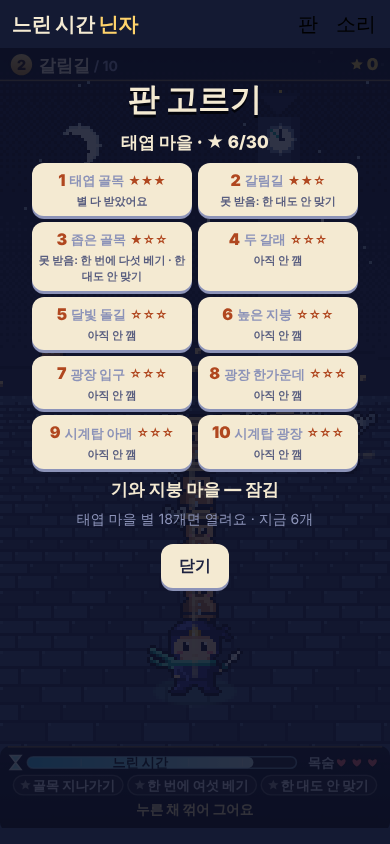 느린 시간 닌자 판 소리
2 갈림길 / 10 ★ 0
판 고르기
태엽 마을 · ★ 6/30
1 태엽 골목 ★★★
별 다 받았어요
2 갈림길 ★★☆
못 받음: 한 대도 안 맞기
3 좁은 골목 ★☆☆
못 받음: 한 번에 다섯 베기 · 한
대도 안 맞기
4 두 갈래 ☆☆☆
아직 안 깸
5 달빛 돌길 ☆☆☆
아직 안 깸
6 높은 지붕 ☆☆☆
아직 안 깸
7 광장 입구 ☆☆☆
아직 안 깸
8 광장 한가운데 ☆☆☆
아직 안 깸
9 시계탑 아래 ☆☆☆
아직 안 깸
10 시계탑 광장 ☆☆☆
아직 안 깸
기와 지붕 마을 — 잠김
태엽 마을 별 18개면 열려요 · 지금 6개
닫기
느린 시간 목숨 ♥ ♥ ♥
★골목 지나가기 ★한 번에 여섯 베기 ★한 대도 안 맞기
누른 채 꺾어 그어요